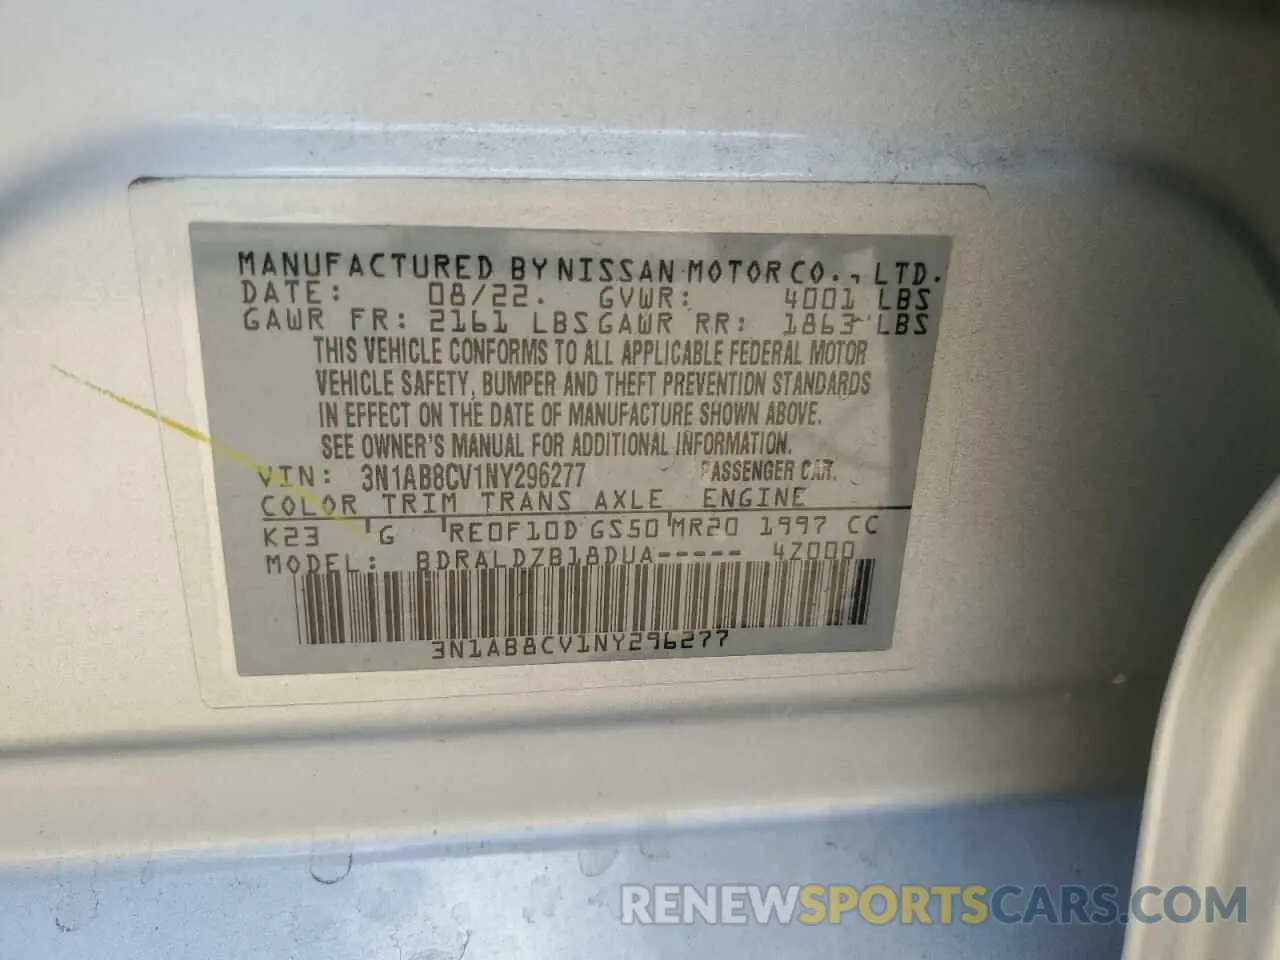 MANUFACTURED BY NISSAN MOTOR CO., LTD.
DATE: 08/22. GVWR: 4001 LBS
GAWR FR: 2161 LBS GAWR RR: 1863 LBS
THIS VEHICLE CONFORMS TO ALL APPLICABLE FEDERAL MOTOR
VEHICLE SAFETY, BUMPER AND THEFT PREVENTION STANDARDS
IN EFFECT ON THE DATE OF MANUFACTURE SHOWN ABOVE.
SEE OWNER'S MANUAL FOR ADDITIONAL INFORMATION.
VIN: 3N1AB8CV1NY296277 PASSENGER CAR.
COLOR TRIM TRANS AXLE ENGINE
K23 G RE0F10D GS50 MR20 1997 CC
MODEL: BDRALDZB18DUA----- 4Z000
3N1AB8CV1NY296277
RENEWSPORTSCARS.COM